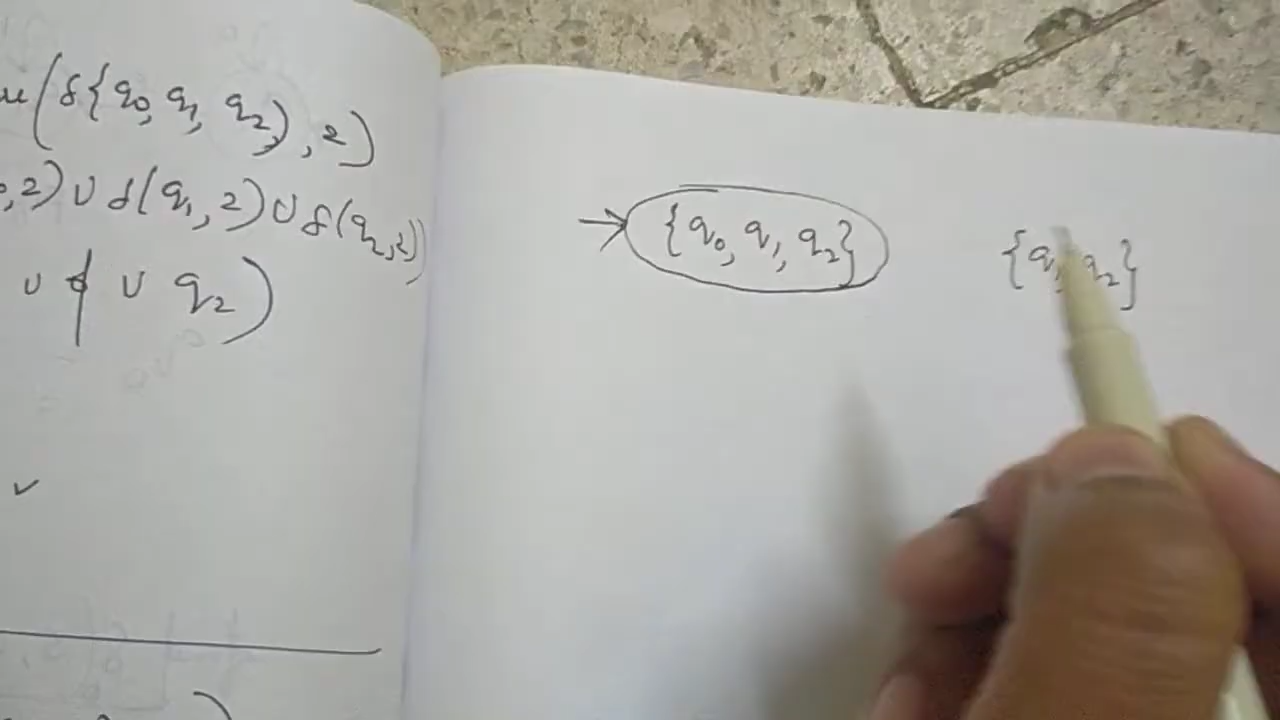 (δ{q0, q1, q2), 2)
, 2) ∪ δ(q1, 2) ∪ δ(q2, 2))
∪ ϕ ∪ q2)
✓
→ {q0, q1, q2}
{q1, q2}